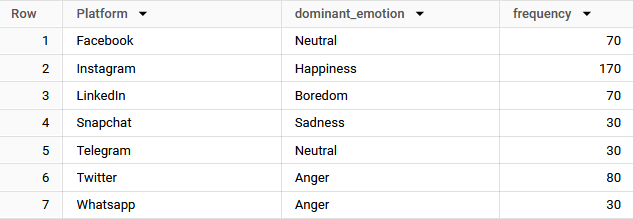 Row Platform dominant_emotion frequency
1 Facebook Neutral 70
2 Instagram Happiness 170
3 LinkedIn Boredom 70
4 Snapchat Sadness 30
5 Telegram Neutral 30
6 Twitter Anger 80
7 Whatsapp Anger 30